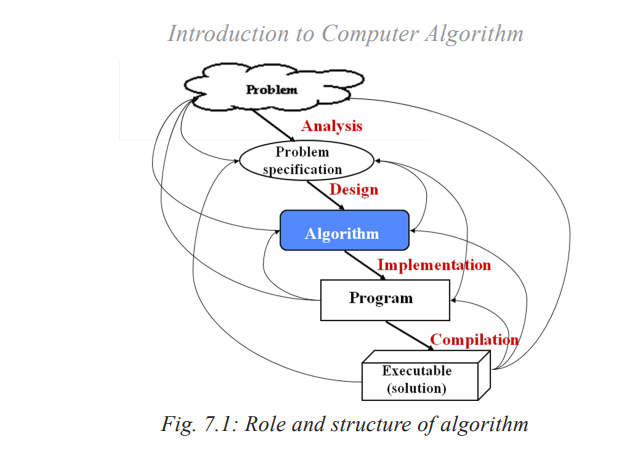 Introduction to Computer Algorithm
Problem
Analysis
Problem
specification
Design
Algorithm
Implementation
Program
Compilation
Executable
(solution)
Fig. 7.1: Role and structure of algorithm